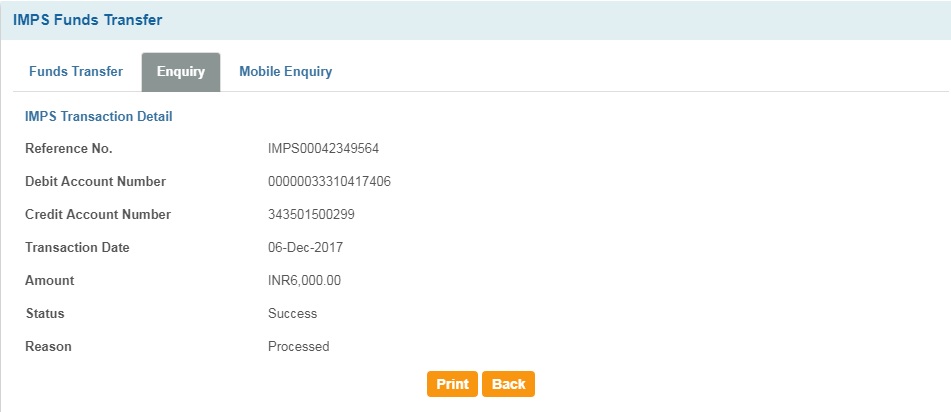 IMPS Funds Transfer
Funds Transfer Enquiry Mobile Enquiry
IMPS Transaction Detail
Reference No. IMPS00042349564
Debit Account Number 00000033310417406
Credit Account Number 343501500299
Transaction Date 06-Dec-2017
Amount INR6,000.00
Status Success
Reason Processed
Print Back